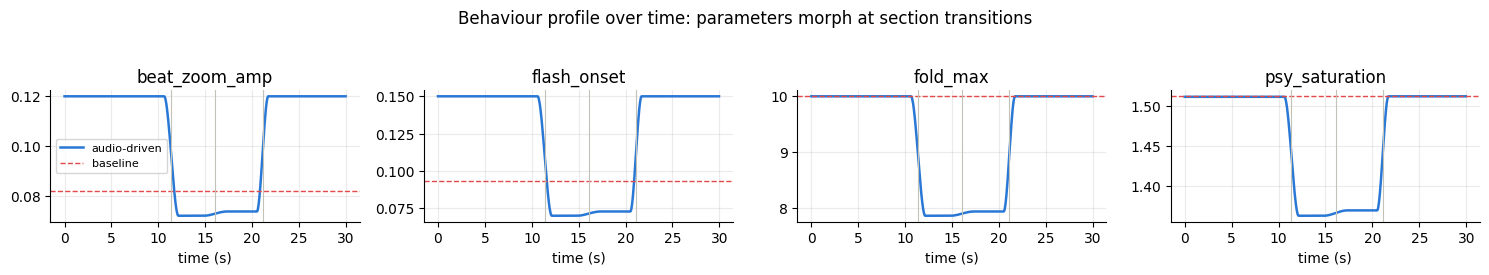 Behaviour profile over time: parameters morph at section transitions
beat_zoom_amp
0.12
0.10
0.08
audio-driven
baseline
0 5 10 15 20 25 30
time (s)
flash_onset
0.150
0.125
0.100
0.075
0 5 10 15 20 25 30
time (s)
fold_max
10
9
8
0 5 10 15 20 25 30
time (s)
psy_saturation
1.50
1.45
1.40
0 5 10 15 20 25 30
time (s)